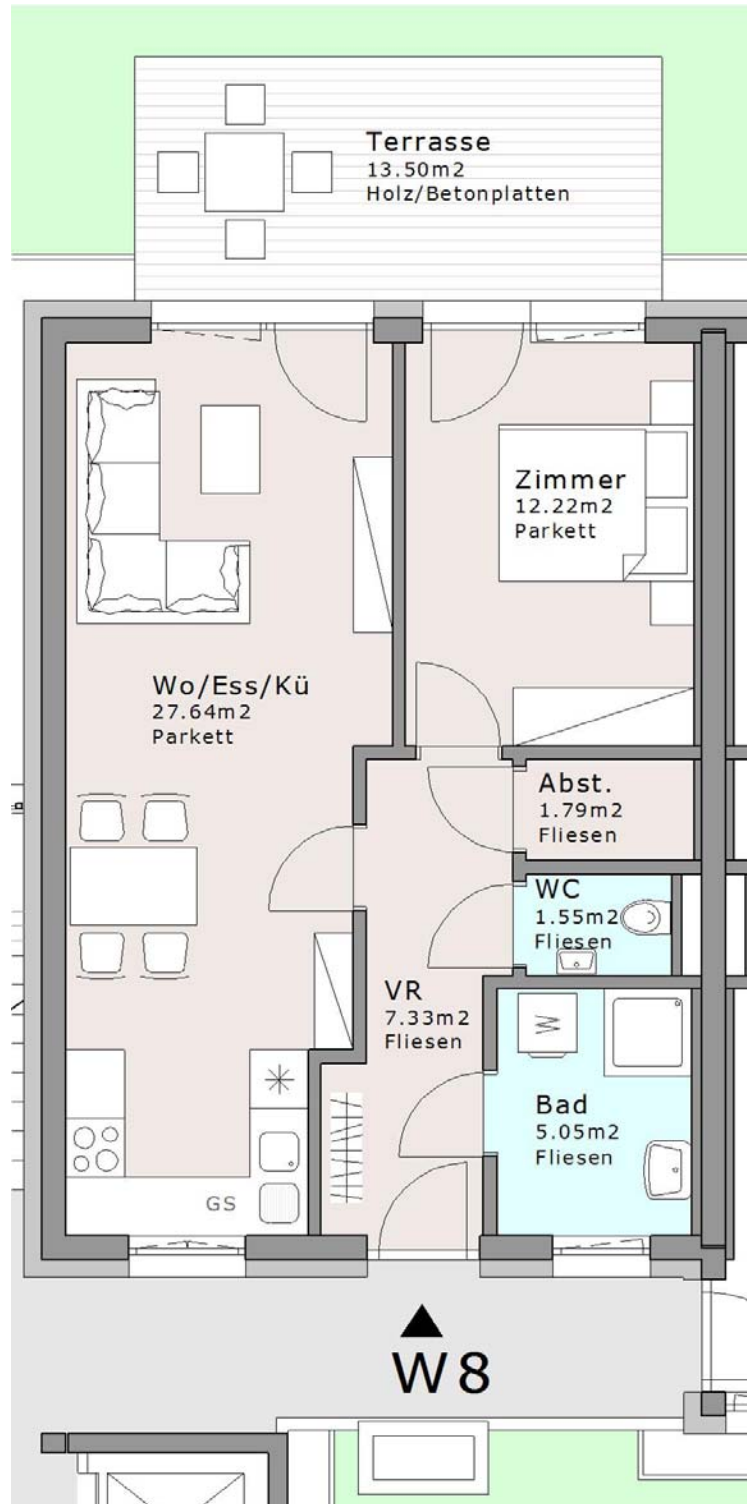 Terrasse
13.50m2
Holz/Betonplatten
Zimmer
12.22m2
Parkett
Wo/Ess/Kü
27.64m2
Parkett
Abst.
1.79m2
Fliesen
WC
1.55m2
Fliesen
VR
7.33m2
Fliesen
W
Bad
5.05m2
Fliesen
GS
W8